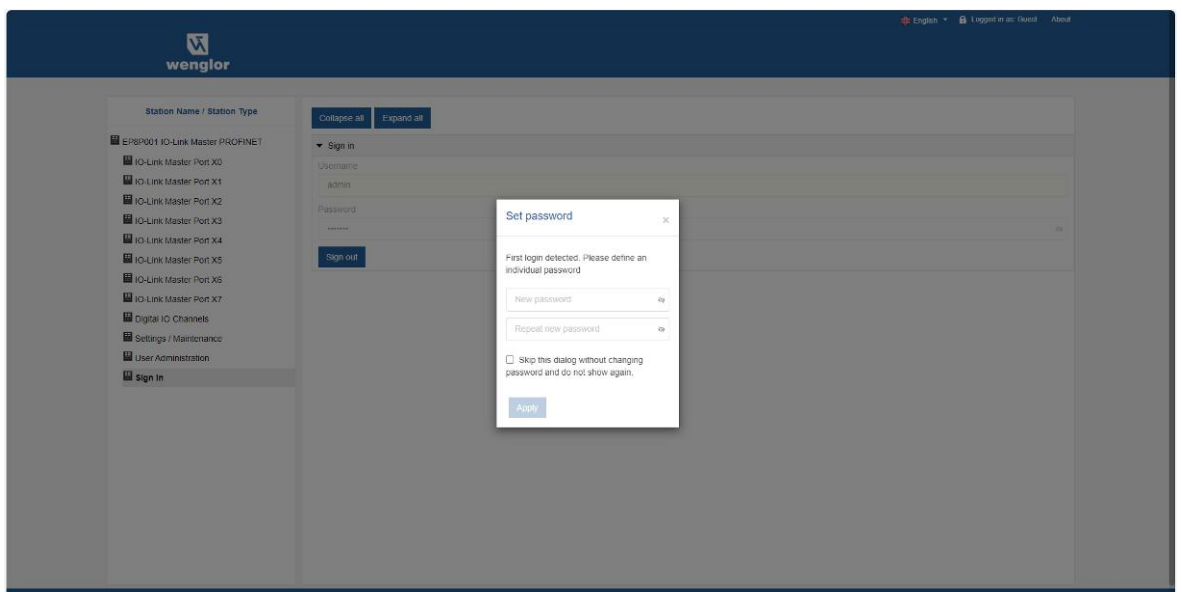 English
Logged in as: Guest
About
wenglor
Station Name / Station Type
EP8P001 IO-Link Master PROFINET
IO-Link Master Port X0
IO-Link Master Port X1
IO-Link Master Port X2
IO-Link Master Port X3
IO-Link Master Port X4
IO-Link Master Port X5
IO-Link Master Port X6
IO-Link Master Port X7
Digital IO Channels
Settings / Maintenance
User Administration
Sign In
Collapse all
Expand all
Sign in
Username
admin
Password
Sign out
Set password
×
First login detected. Please define an
individual password
New password
Repeat new password
Skip this dialog without changing
password and do not show again.
Apply